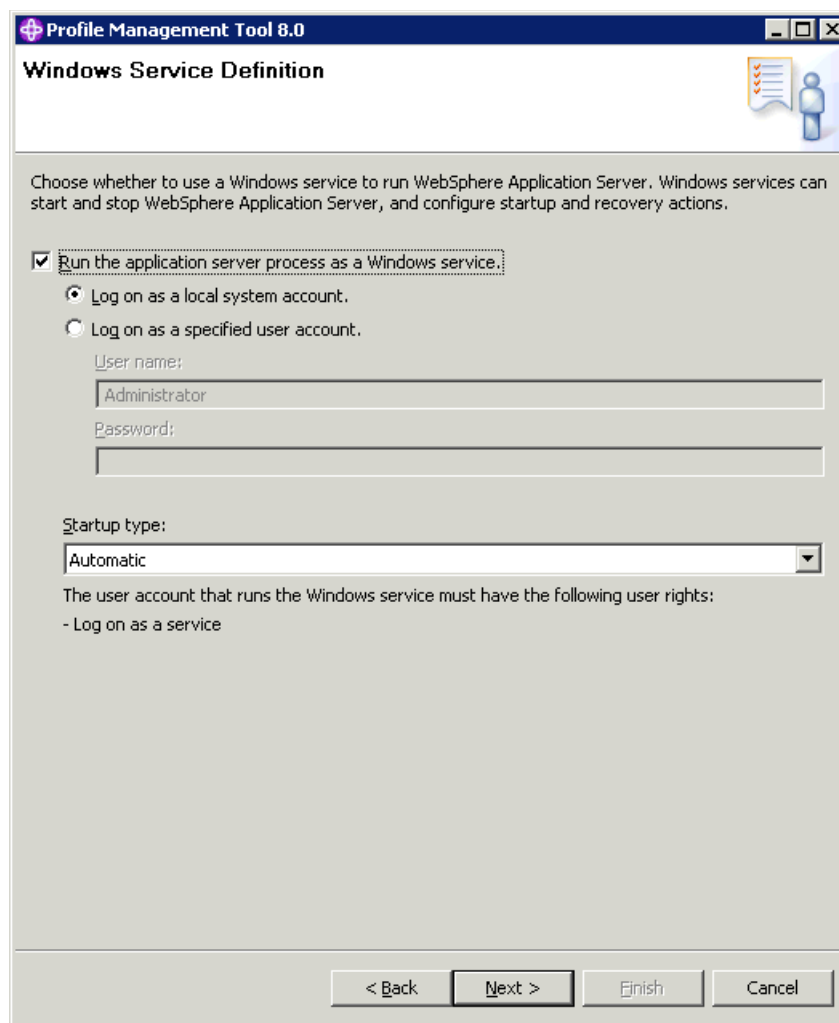 Profile Management Tool 8.0
Windows Service Definition
Choose whether to use a Windows service to run WebSphere Application Server. Windows services can
start and stop WebSphere Application Server, and configure startup and recovery actions.
Run the application server process as a Windows service.
Log on as a local system account.
Log on as a specified user account.
User name:
Administrator
Password:
Startup type:
Automatic
The user account that runs the Windows service must have the following user rights:
- Log on as a service
< Back Next > Finish Cancel